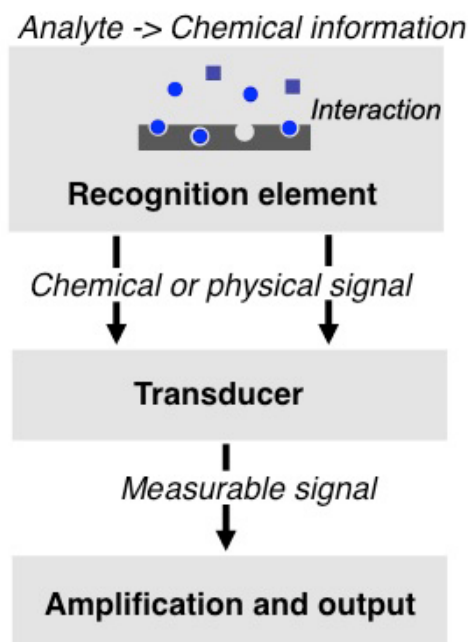 Analyte -> Chemical information
Interaction
Recognition element
Chemical or physical signal
Transducer
Measurable signal
Amplification and output